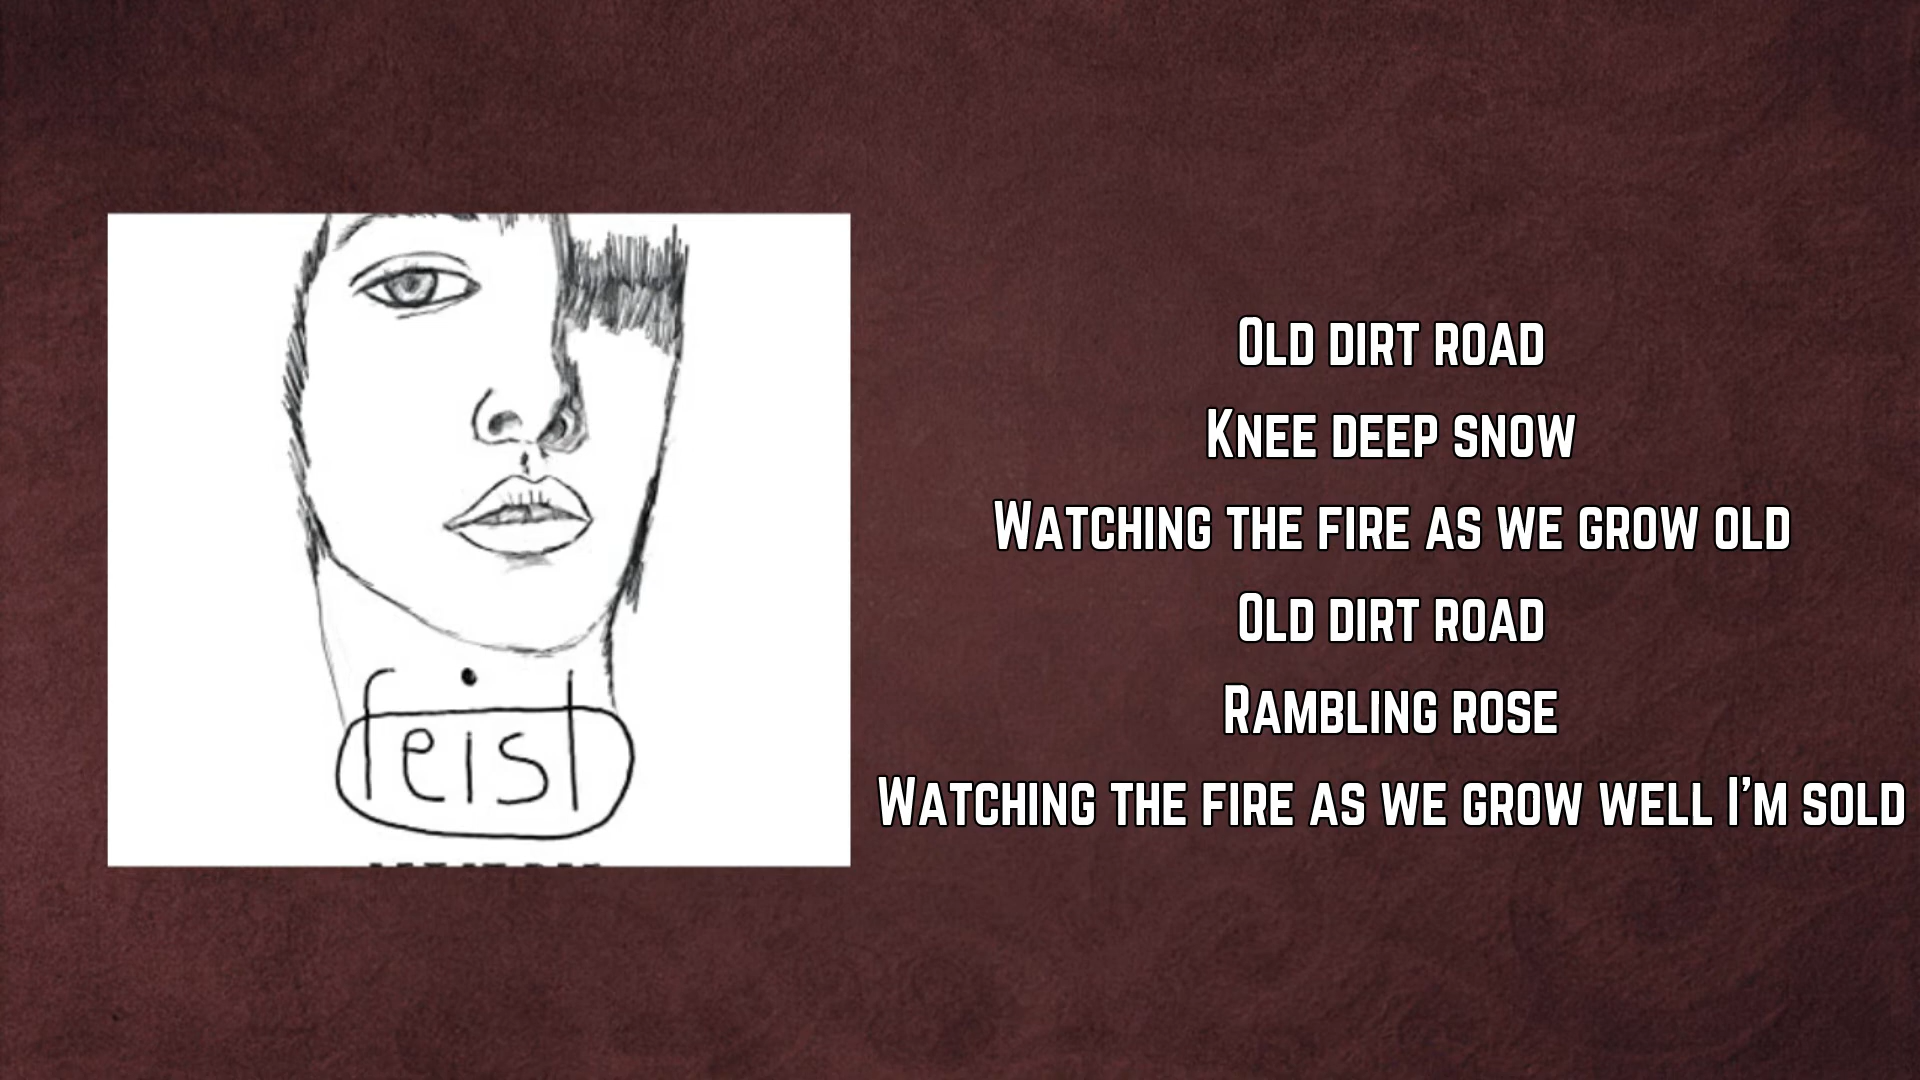 feist
Old dirt road
Knee deep snow
Watching the fire as we grow old
Old dirt road
Rambling rose
Watching the fire as we grow well I'm sold